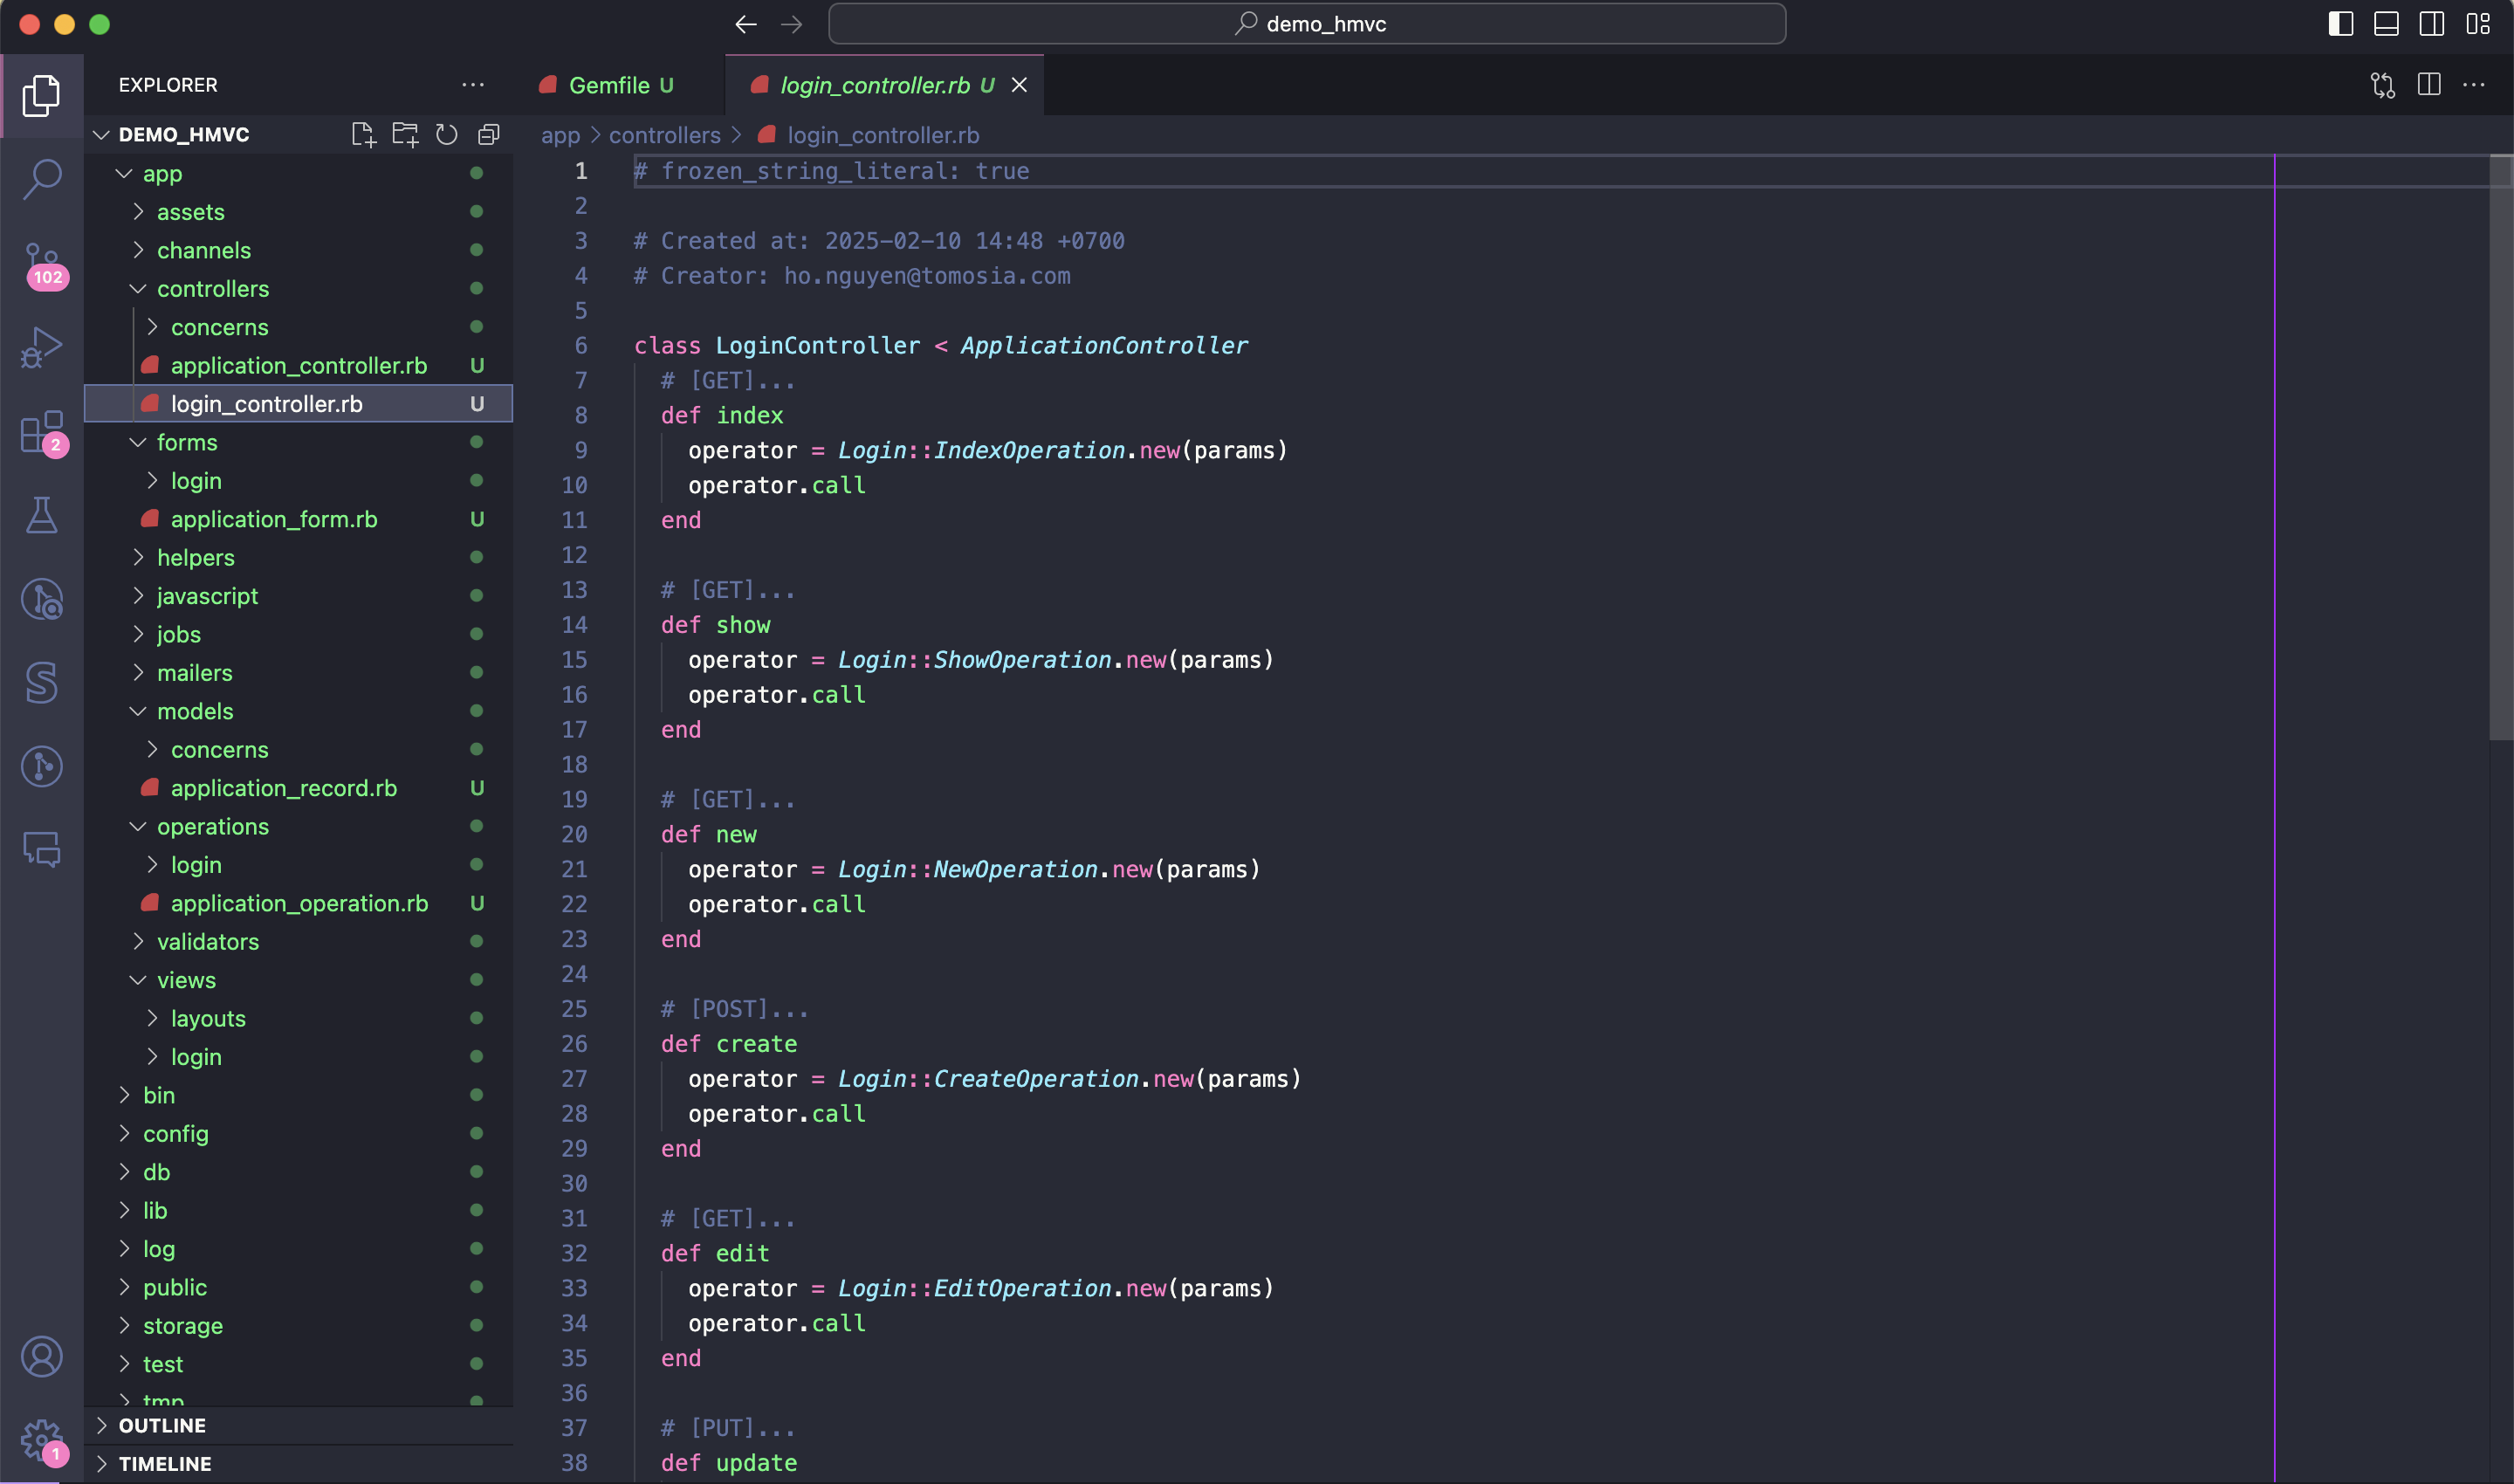 demo_hmvc
EXPLORER
Gemfile U
login_controller.rb U
DEMO_HMVC
app > controllers > login_controller.rb
102
2
1
app
assets
channels
controllers
concerns
application_controller.rb U
login_controller.rb U
forms
login
application_form.rb U
helpers
javascript
jobs
mailers
models
concerns
application_record.rb U
operations
login
application_operation.rb U
validators
views
layouts
login
bin
config
db
lib
log
public
storage
test
tmp
OUTLINE
TIMELINE
1 # frozen_string_literal: true
2
3 # Created at: 2025-02-10 14:48 +0700
4 # Creator: ho.nguyen@tomosia.com
5
6 class LoginController < ApplicationController
7 # [GET]...
8 def index
9 operator = Login::IndexOperation.new(params)
10 operator.call
11 end
12
13 # [GET]...
14 def show
15 operator = Login::ShowOperation.new(params)
16 operator.call
17 end
18
19 # [GET]...
20 def new
21 operator = Login::NewOperation.new(params)
22 operator.call
23 end
24
25 # [POST]...
26 def create
27 operator = Login::CreateOperation.new(params)
28 operator.call
29 end
30
31 # [GET]...
32 def edit
33 operator = Login::EditOperation.new(params)
34 operator.call
35 end
36
37 # [PUT]...
38 def update